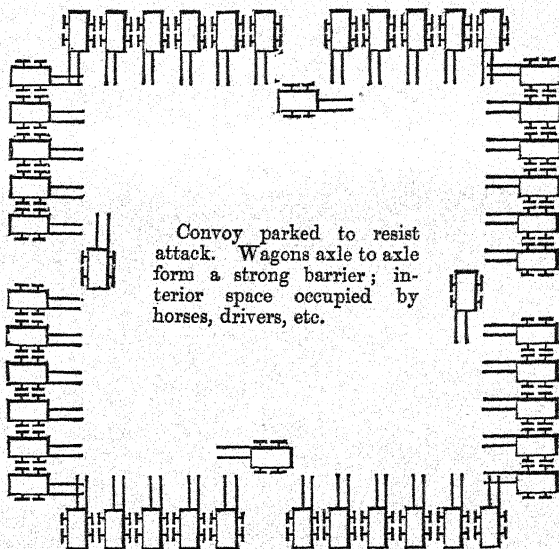 Convoy parked to resist
attack. Wagons axle to axle
form a strong barrier; in-
terior space occupied by
horses, drivers, etc.